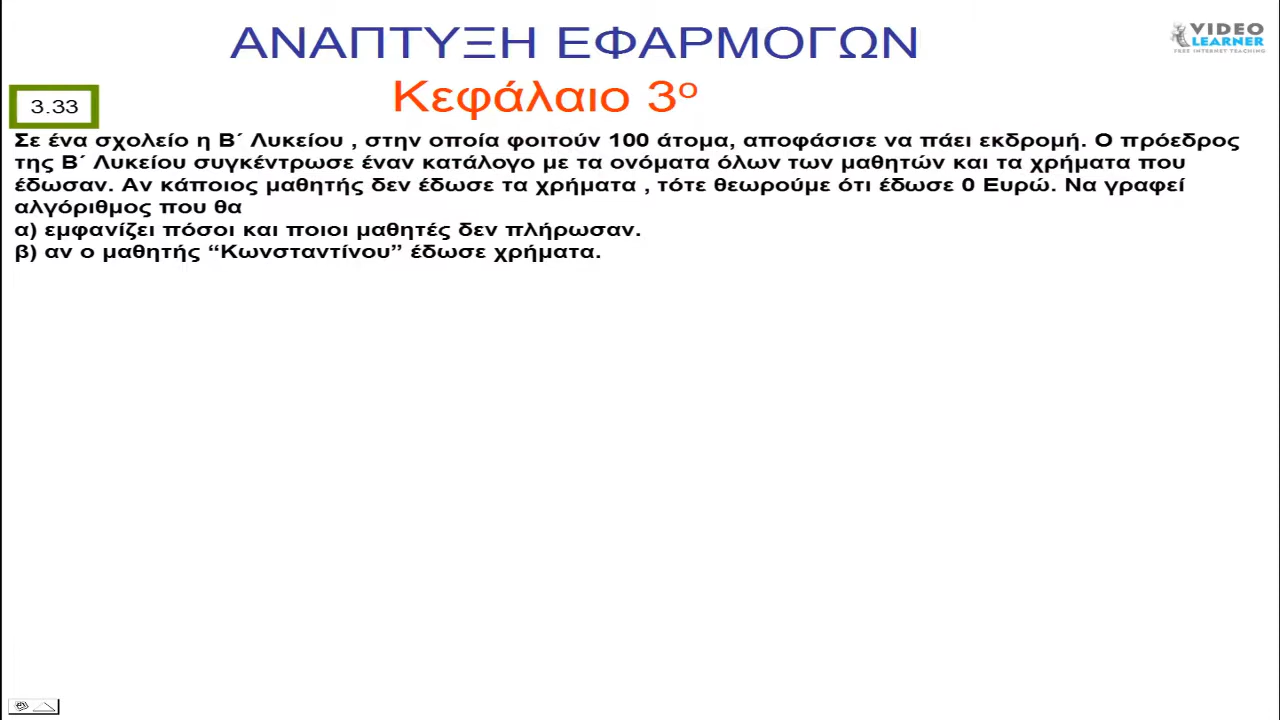 ΑΝΑΠΤΥΞΗ ΕΦΑΡΜΟΓΩΝ
VIDEO
LEARNER
FREE INTERNET TEACHING
Κεφάλαιο 3ο
3.33
Σε ένα σχολείο η Β΄ Λυκείου , στην οποία φοιτούν 100 άτομα, αποφάσισε να πάει εκδρομή. Ο πρόεδρος
της Β΄ Λυκείου συγκέντρωσε έναν κατάλογο με τα ονόματα όλων των μαθητών και τα χρήματα που
έδωσαν. Αν κάποιος μαθητής δεν έδωσε τα χρήματα , τότε θεωρούμε ότι έδωσε 0 Ευρώ. Να γραφεί
αλγόριθμος που θα
α) εμφανίζει πόσοι και ποιοι μαθητές δεν πλήρωσαν.
β) αν ο μαθητής “Κωνσταντίνου” έδωσε χρήματα.